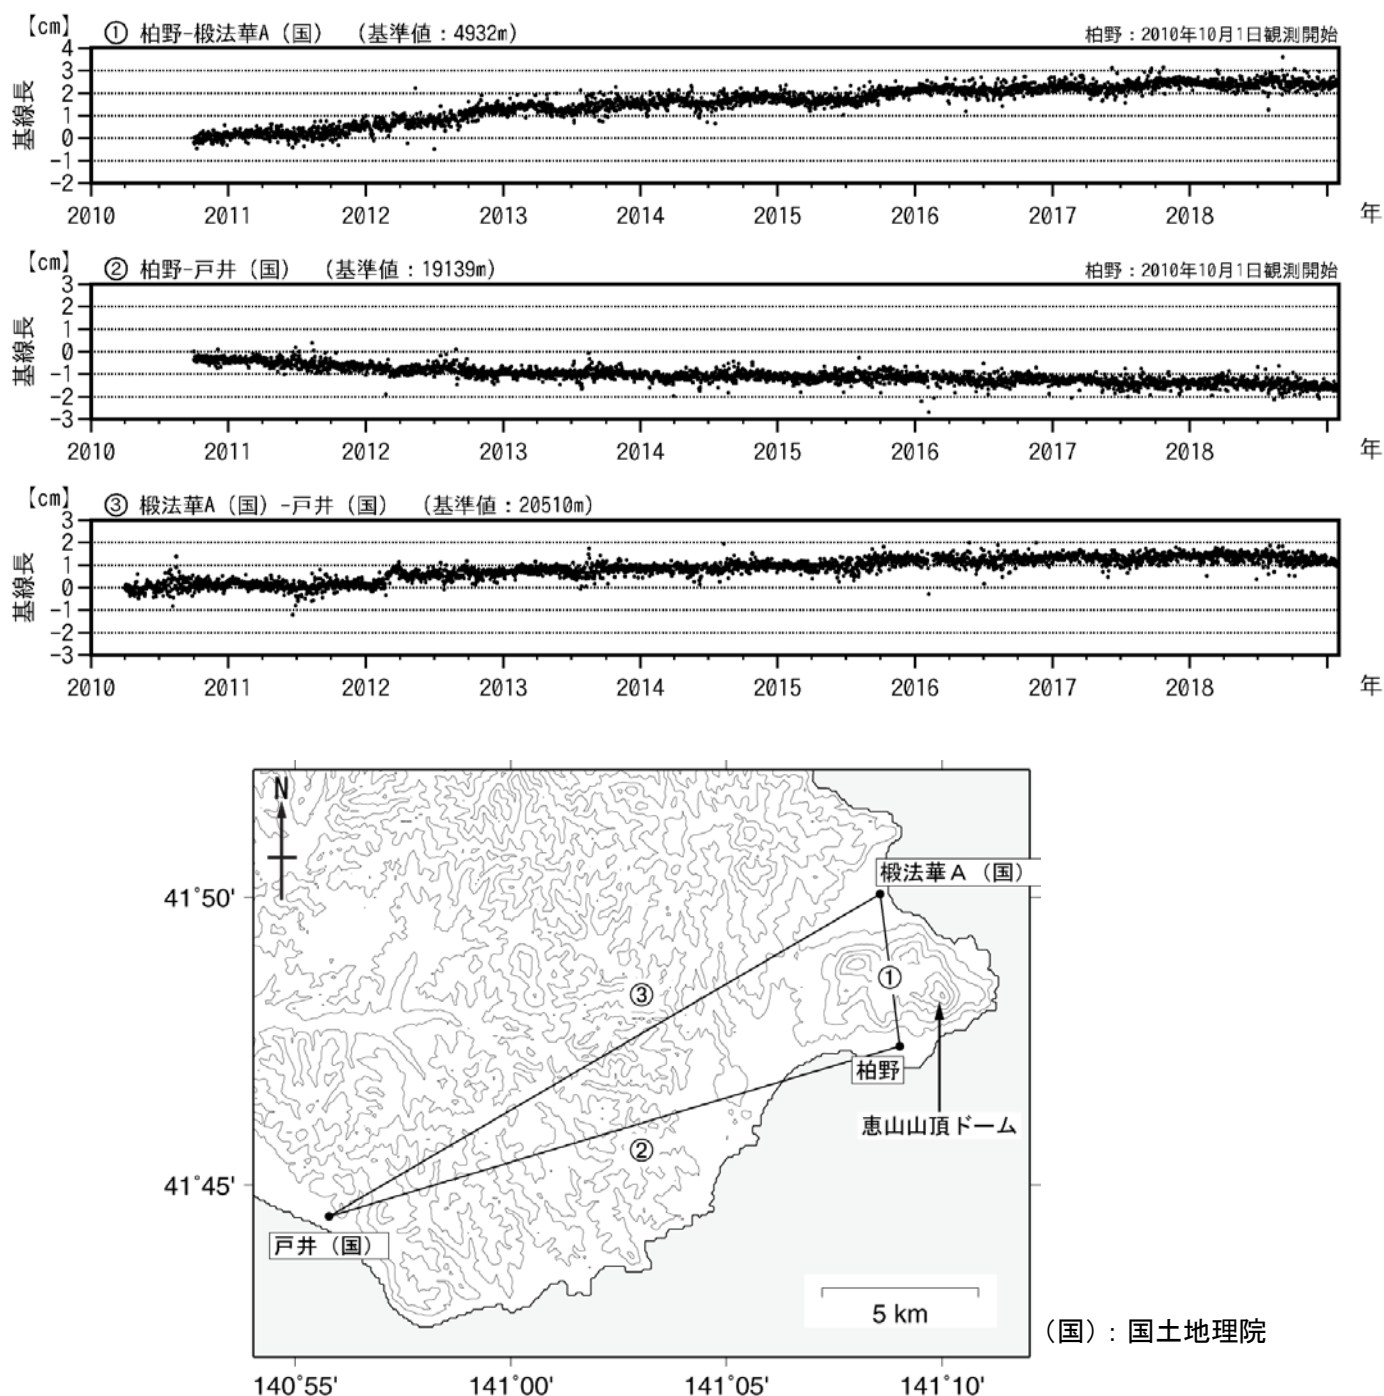 【cm】 ① 柏野-椴法華A（国） （基準値：4932m） 柏野：2010年10月1日観測開始
基線長
4
3
2
1
0
-1
-2
2010 2011 2012 2013 2014 2015 2016 2017 2018 年
【cm】 ② 柏野-戸井（国） （基準値：19139m） 柏野：2010年10月1日観測開始
基線長
3
2
1
0
-1
-2
-3
2010 2011 2012 2013 2014 2015 2016 2017 2018 年
【cm】 ③ 椴法華A（国）-戸井（国） （基準値：20510m）
基線長
3
2
1
0
-1
-2
-3
2010 2011 2012 2013 2014 2015 2016 2017 2018 年
N
椴法華A（国）
41°50'
①
③
柏野
恵山山頂ドーム
②
41°45'
戸井（国）
5 km
（国）：国土地理院
140°55' 141°00' 141°05' 141°10'